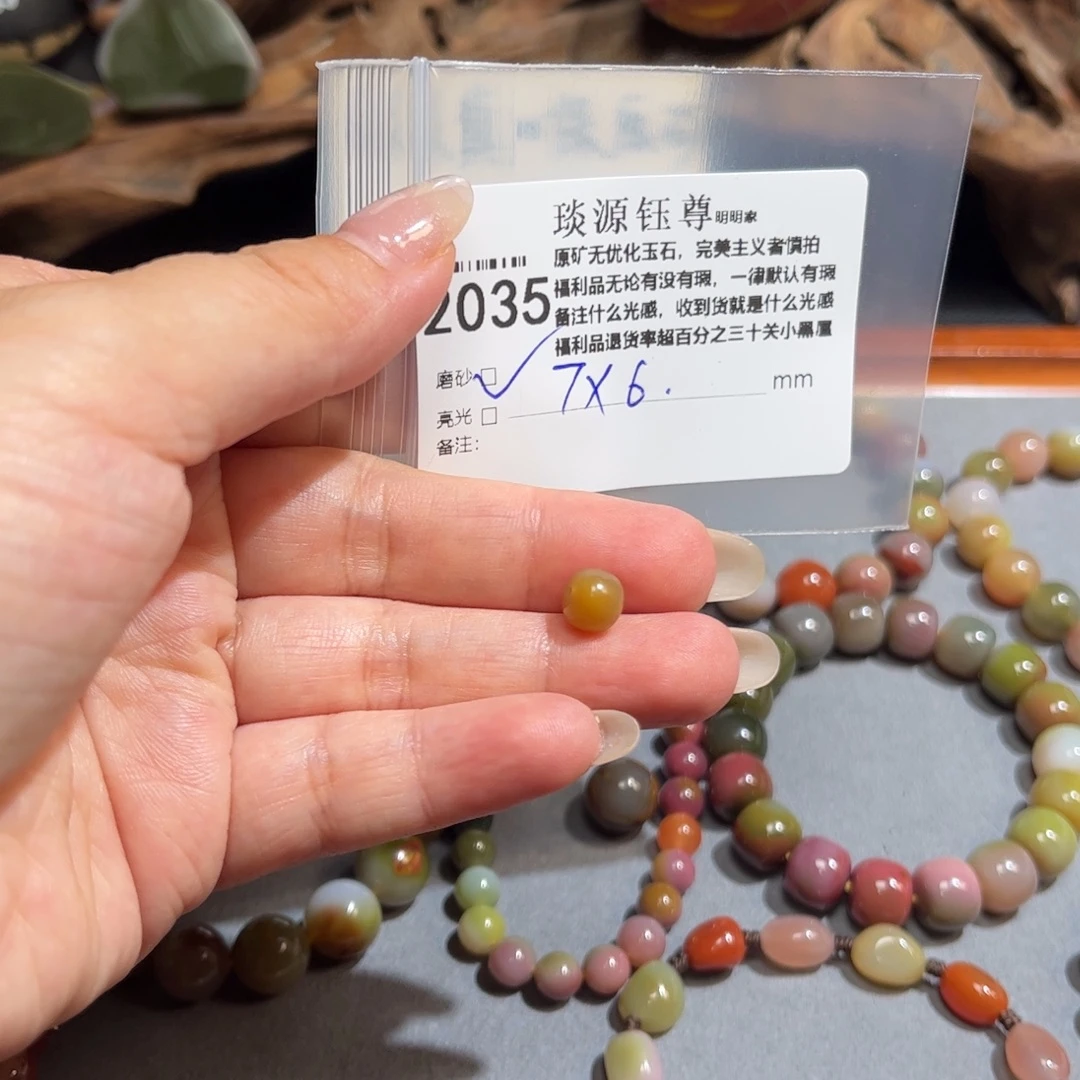 琰源钰尊明明家
原矿无优化玉石，完美主义者慎拍
福利品无论有没有瑕，一律默认有瑕
备注什么光感，收到货就是什么光感
福利品退货率超百分之三十关小黑屋
2035
磨砂
7X6.
mm
亮光
备注：